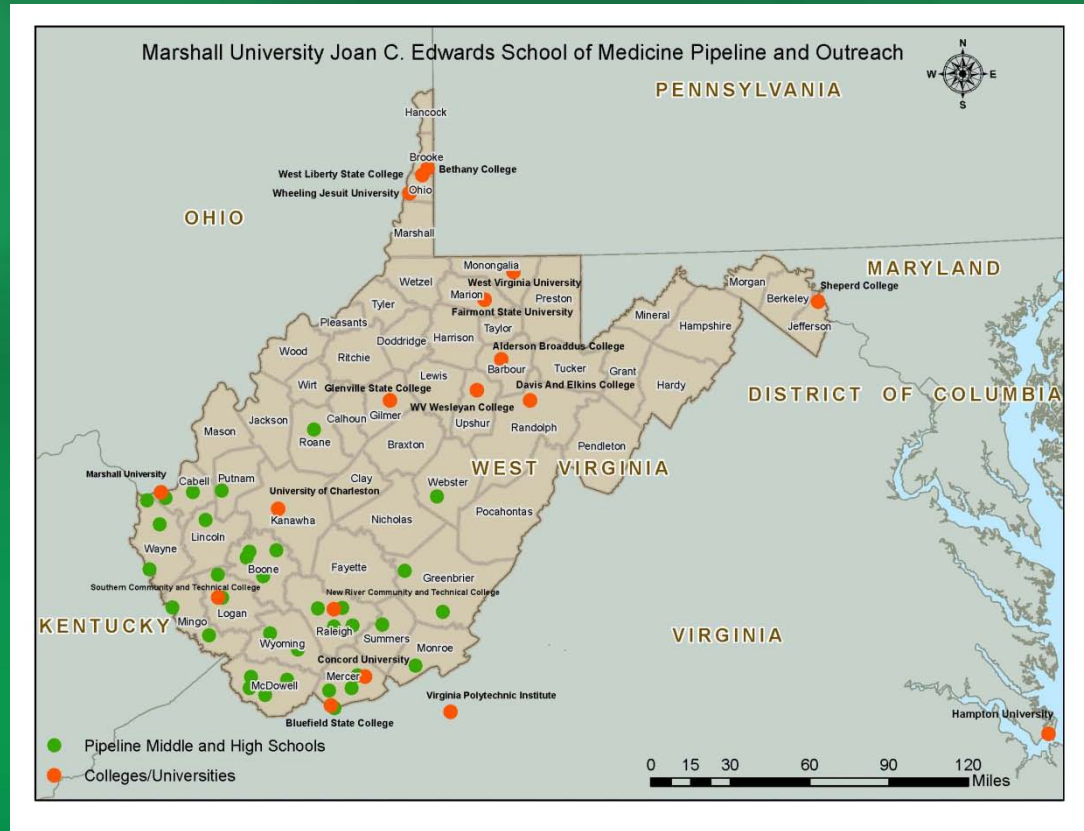 Marshall University Joan C. Edwards School of Medicine Pipeline and Outreach
N
W
E
S
PENNSYLVANIA
Hancock
Brooke
Bethany College
West Liberty State College
Ohio
Wheeling Jesuit University
OHIO
Marshall
MARYLAND
Monongalia
Wetzel
West Virginia University
Morgan
Sheperd College
Marion
Preston
Berkeley
Tyler
Fairmont State University
Mineral
Pleasants
Taylor
Hampshire
Jefferson
Doddridge
Harrison
Wood
Alderson Broaddus College
Ritchie
Barbour
Tucker
Grant
Lewis
Wirt
Glenville State College
Davis And Elkins College
Hardy
DISTRICT OF COLUMBIA
WV Wesleyan College
Jackson
Calhoun
Gilmer
Upshur
Randolph
Mason
Roane
Braxton
Pendleton
WEST VIRGINIA
Marshall University
Cabell
Putnam
Clay
Webster
University of Charleston
Kanawha
Nicholas
Pocahontas
Lincoln
Wayne
Boone
Fayette
Greenbrier
Southern Community and Technical College
New River Community and Technical College
Logan
Mingo
KENTUCKY
Raleigh
Summers
VIRGINIA
Wyoming
Monroe
Concord University
Mercer
McDowell
Virginia Polytechnic Institute
Bluefield State College
Hampton University
Pipeline Middle and High Schools
Colleges/Universities
0 15 30 60 90 120
Miles